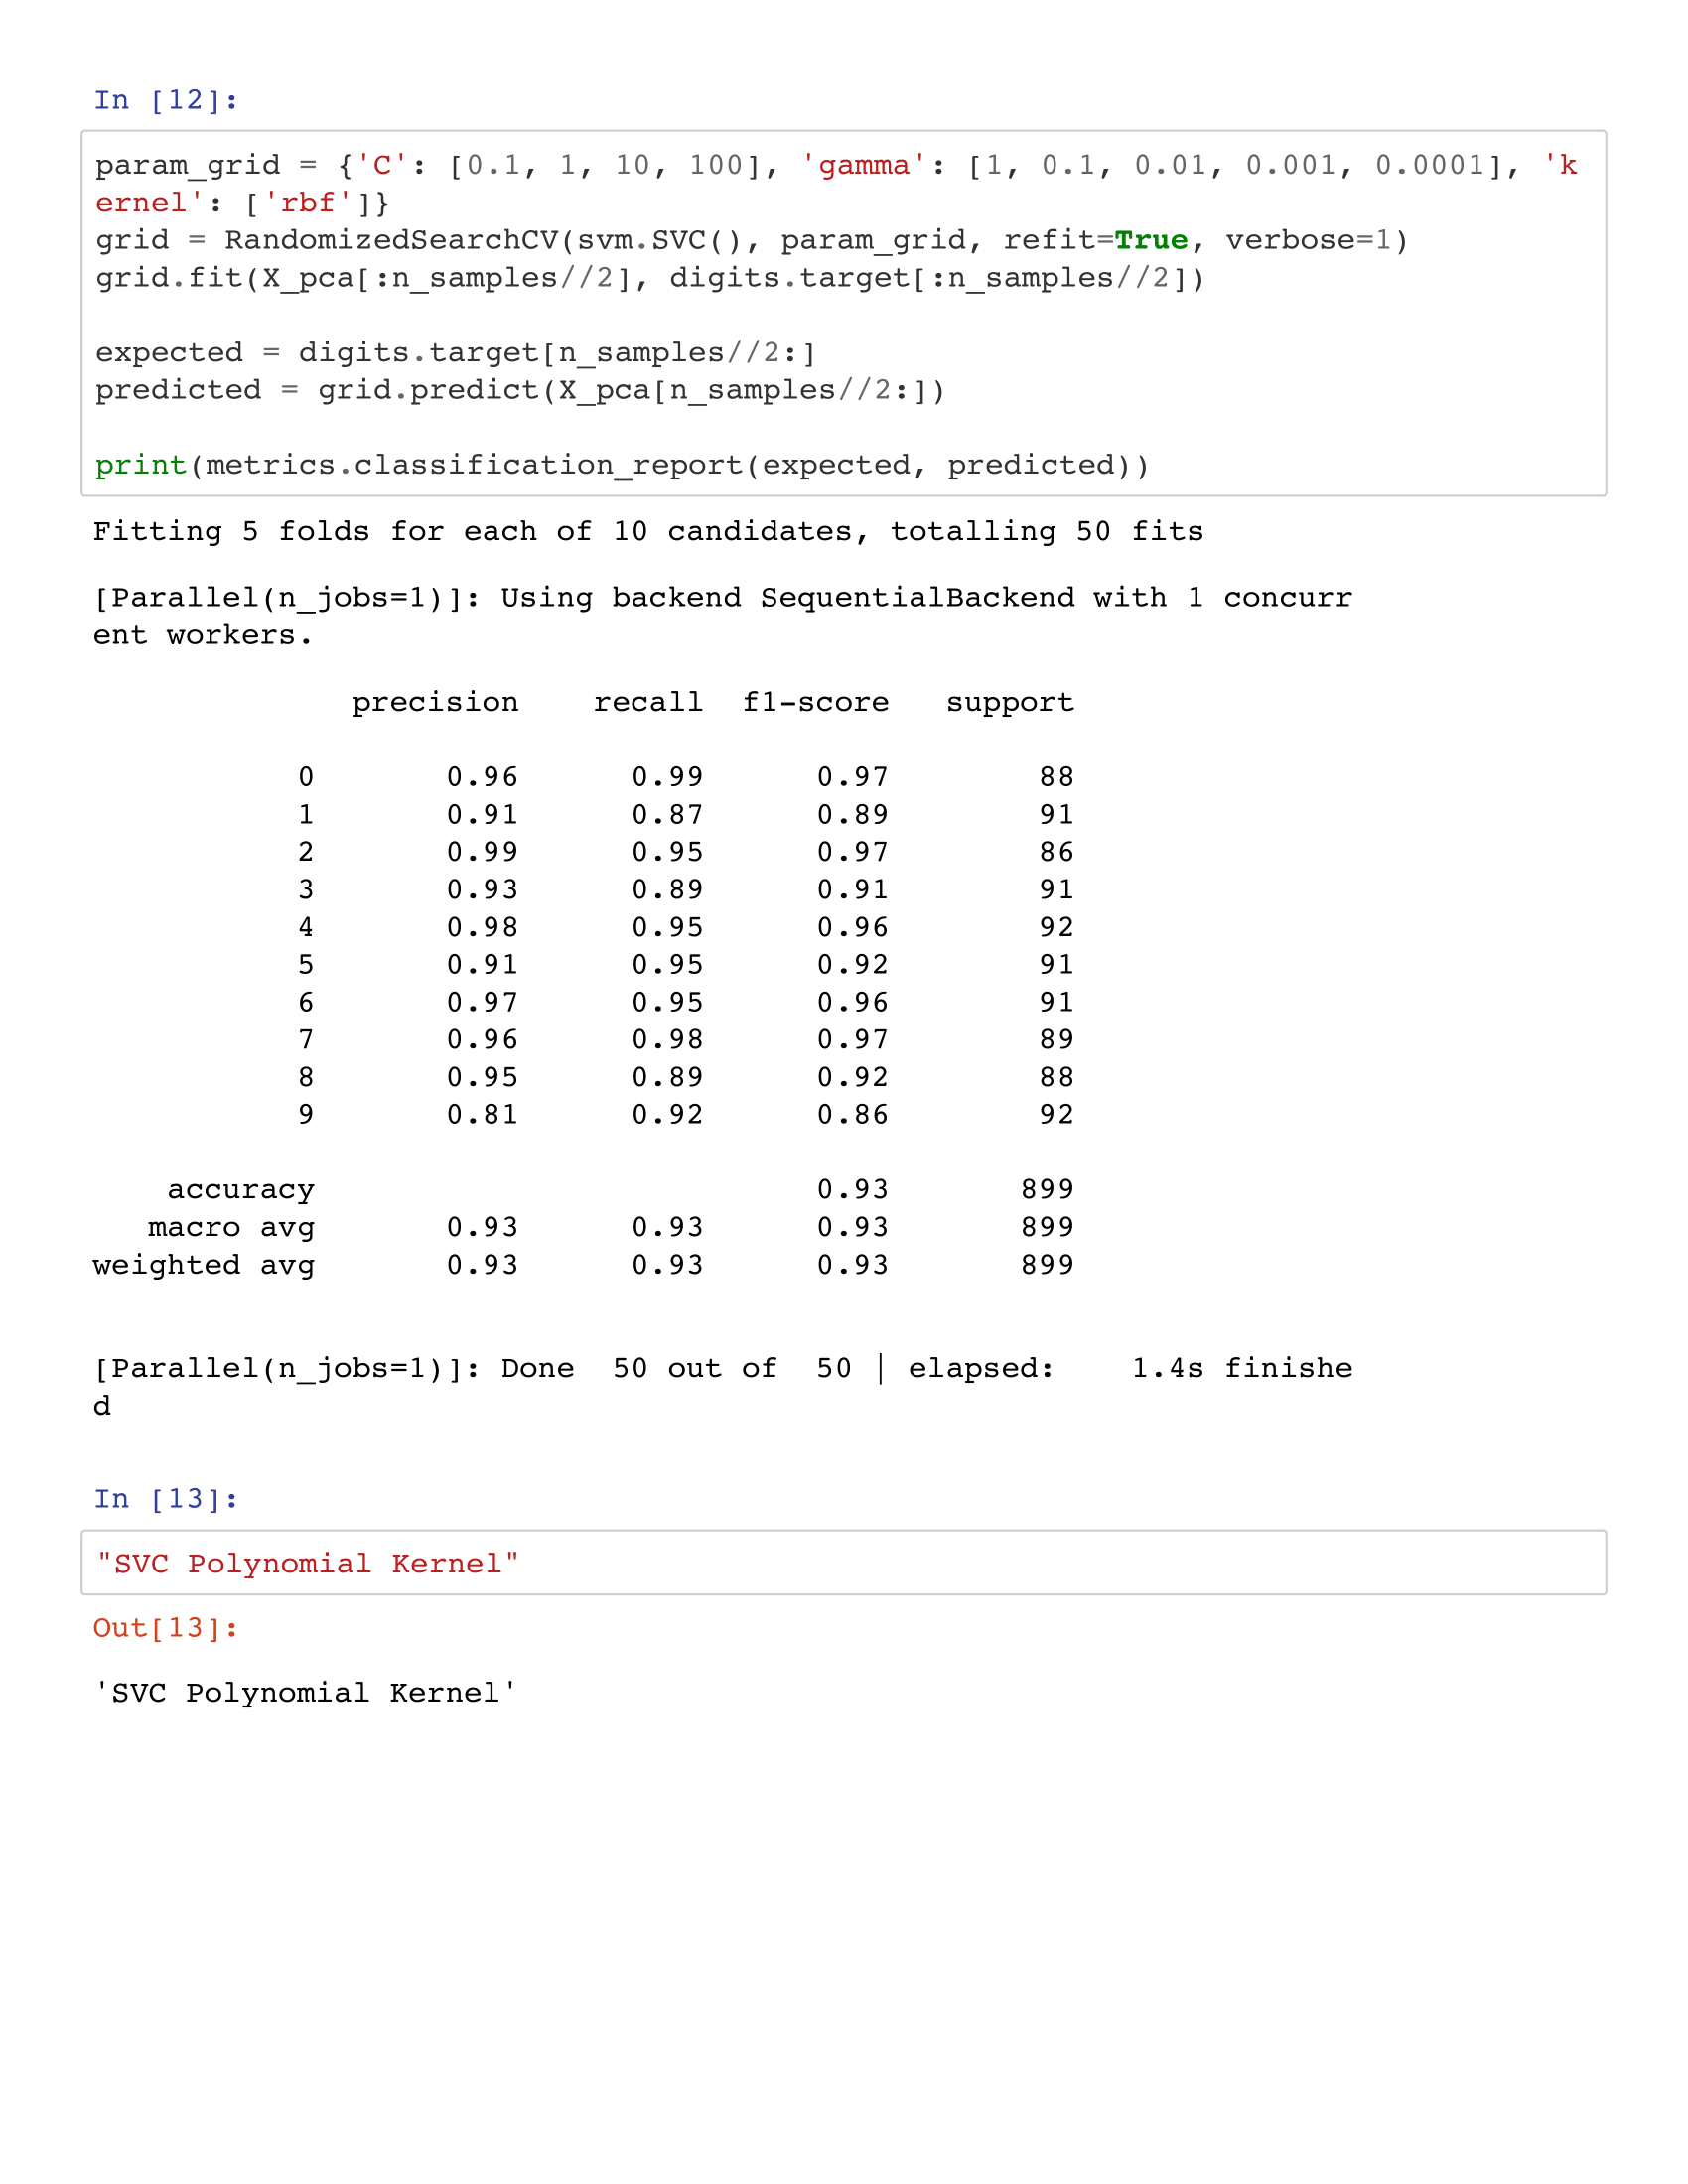 In [12]:
param_grid = {'C': [0.1, 1, 10, 100], 'gamma': [1, 0.1, 0.01, 0.001, 0.0001], 'k
ernel': ['rbf']}
grid = RandomizedSearchCV(svm.SVC(), param_grid, refit=True, verbose=1)
grid.fit(X_pca[:n_samples//2], digits.target[:n_samples//2])
expected = digits.target[n_samples//2:]
predicted = grid.predict(X_pca[n_samples//2:])
print(metrics.classification_report(expected, predicted))
Fitting 5 folds for each of 10 candidates, totalling 50 fits
[Parallel(n_jobs=1)]: Using backend SequentialBackend with 1 concurr
ent workers.
precision    recall  f1-score   support
0       0.96      0.99      0.97        88
1       0.91      0.87      0.89        91
2       0.99      0.95      0.97        86
3       0.93      0.89      0.91        91
4       0.98      0.95      0.96        92
5       0.91      0.95      0.92        91
6       0.97      0.95      0.96        91
7       0.96      0.98      0.97        89
8       0.95      0.89      0.92        88
9       0.81      0.92      0.86        92
accuracy                           0.93       899
macro avg       0.93      0.93      0.93       899
weighted avg       0.93      0.93      0.93       899
[Parallel(n_jobs=1)]: Done  50 out of  50 | elapsed:    1.4s finishe
d
In [13]:
"SVC Polynomial Kernel"
Out[13]:
'SVC Polynomial Kernel'